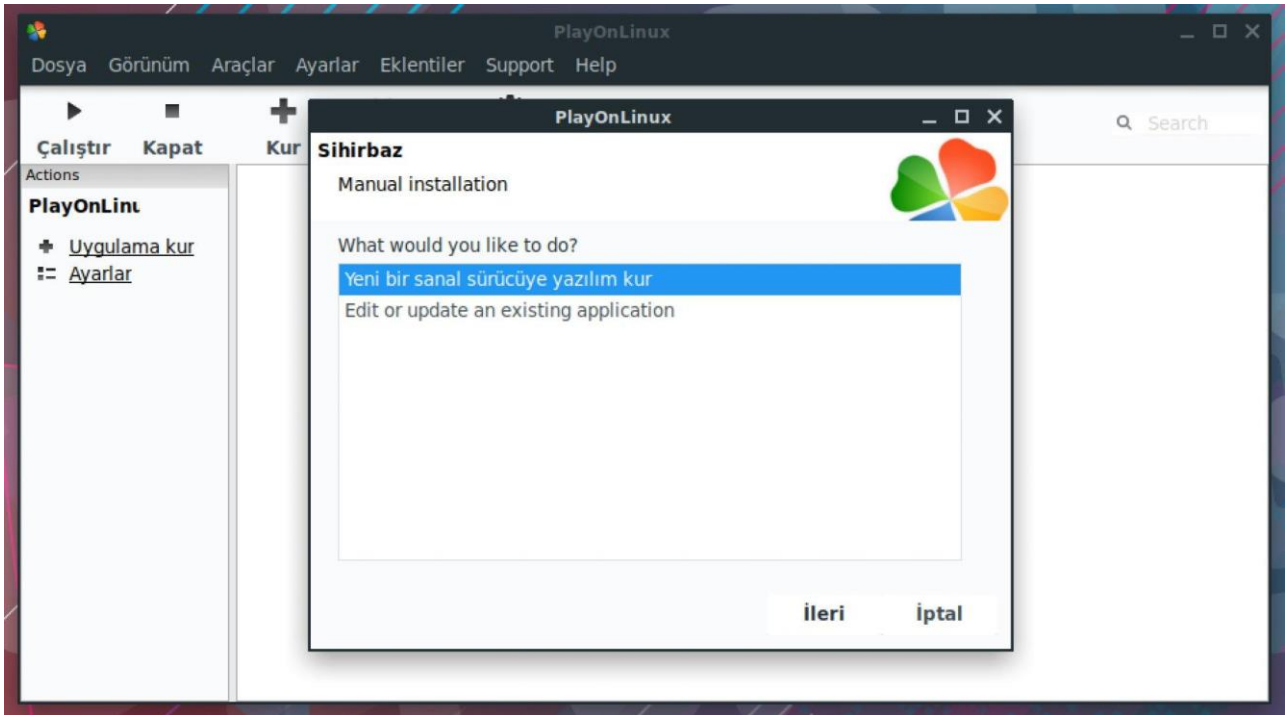 PlayOnLinux
Dosya Görünüm Araçlar Ayarlar Eklentiler Support Help
Çalıştır Kapat Kur
Search
Actions
PlayOnLinu
Uygulama kur
Ayarlar
PlayOnLinux
Sihirbaz
Manual installation
What would you like to do?
Yeni bir sanal sürücüye yazılım kur
Edit or update an existing application
İleri İptal